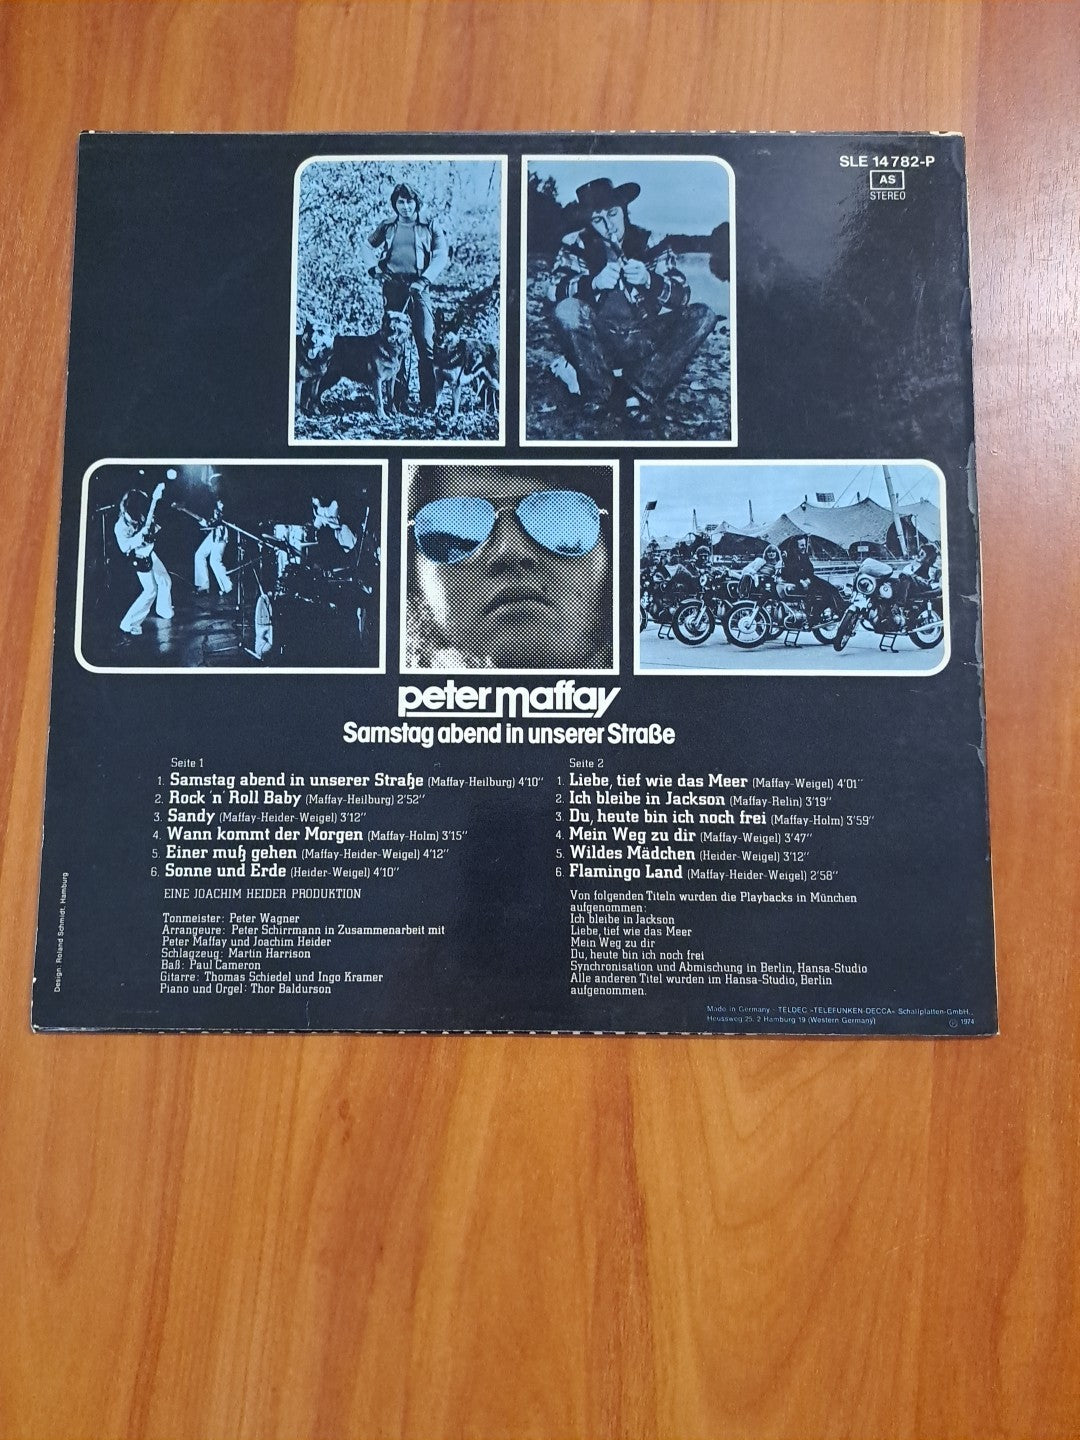 SLE 14 782-P
AS
STEREO
peter maffay
Samstag abend in unserer Straße
Seite 1
1. Samstag abend in unserer Straße (Maffay-Heilburg) 4'10"
2. Rock 'n' Roll Baby (Maffay-Heilburg) 2'52"
3. Sandy (Maffay-Heider-Weigel) 3'12"
4. Wann kommt der Morgen (Maffay-Holm) 3'15"
5. Einer muß gehen (Maffay-Heider-Weigel) 4'12"
6. Sonne und Erde (Heider-Weigel) 4'10"
EINE JOACHIM HEIDER PRODUKTION
Tonmeister: Peter Wagner
Arrangeure: Peter Schirrmann in Zusammenarbeit mit
Peter Maffay und Joachim Heider
Schlagzeug: Martin Harrison
Baß: Paul Cameron
Gitarre: Thomas Schiedel und Ingo Kramer
Piano und Orgel: Thor Baldurson
Seite 2
1. Liebe, tief wie das Meer (Maffay-Weigel) 4'01"
2. Ich bleibe in Jackson (Maffay-Relin) 3'19"
3. Du, heute bin ich noch frei (Maffay-Holm) 3'59"
4. Mein Weg zu dir (Maffay-Weigel) 3'47"
5. Wildes Mädchen (Heider-Weigel) 3'12"
6. Flamingo Land (Maffay-Heider-Weigel) 2'58"
Von folgenden Titeln wurden die Playbacks in München
aufgenommen:
Ich bleibe in Jackson
Liebe, tief wie das Meer
Mein Weg zu dir
Du, heute bin ich noch frei
Synchronisation und Abmischung in Berlin, Hansa-Studio
Alle anderen Titel wurden im Hansa-Studio, Berlin
aufgenommen.
Design: Roland Schmidt, Hamburg
Made in Germany - TELDEC »TELEFUNKEN-DECCA« Schallplatten-GmbH.,
Heussweg 25, 2 Hamburg 19 (Western Germany) ℗ 1974